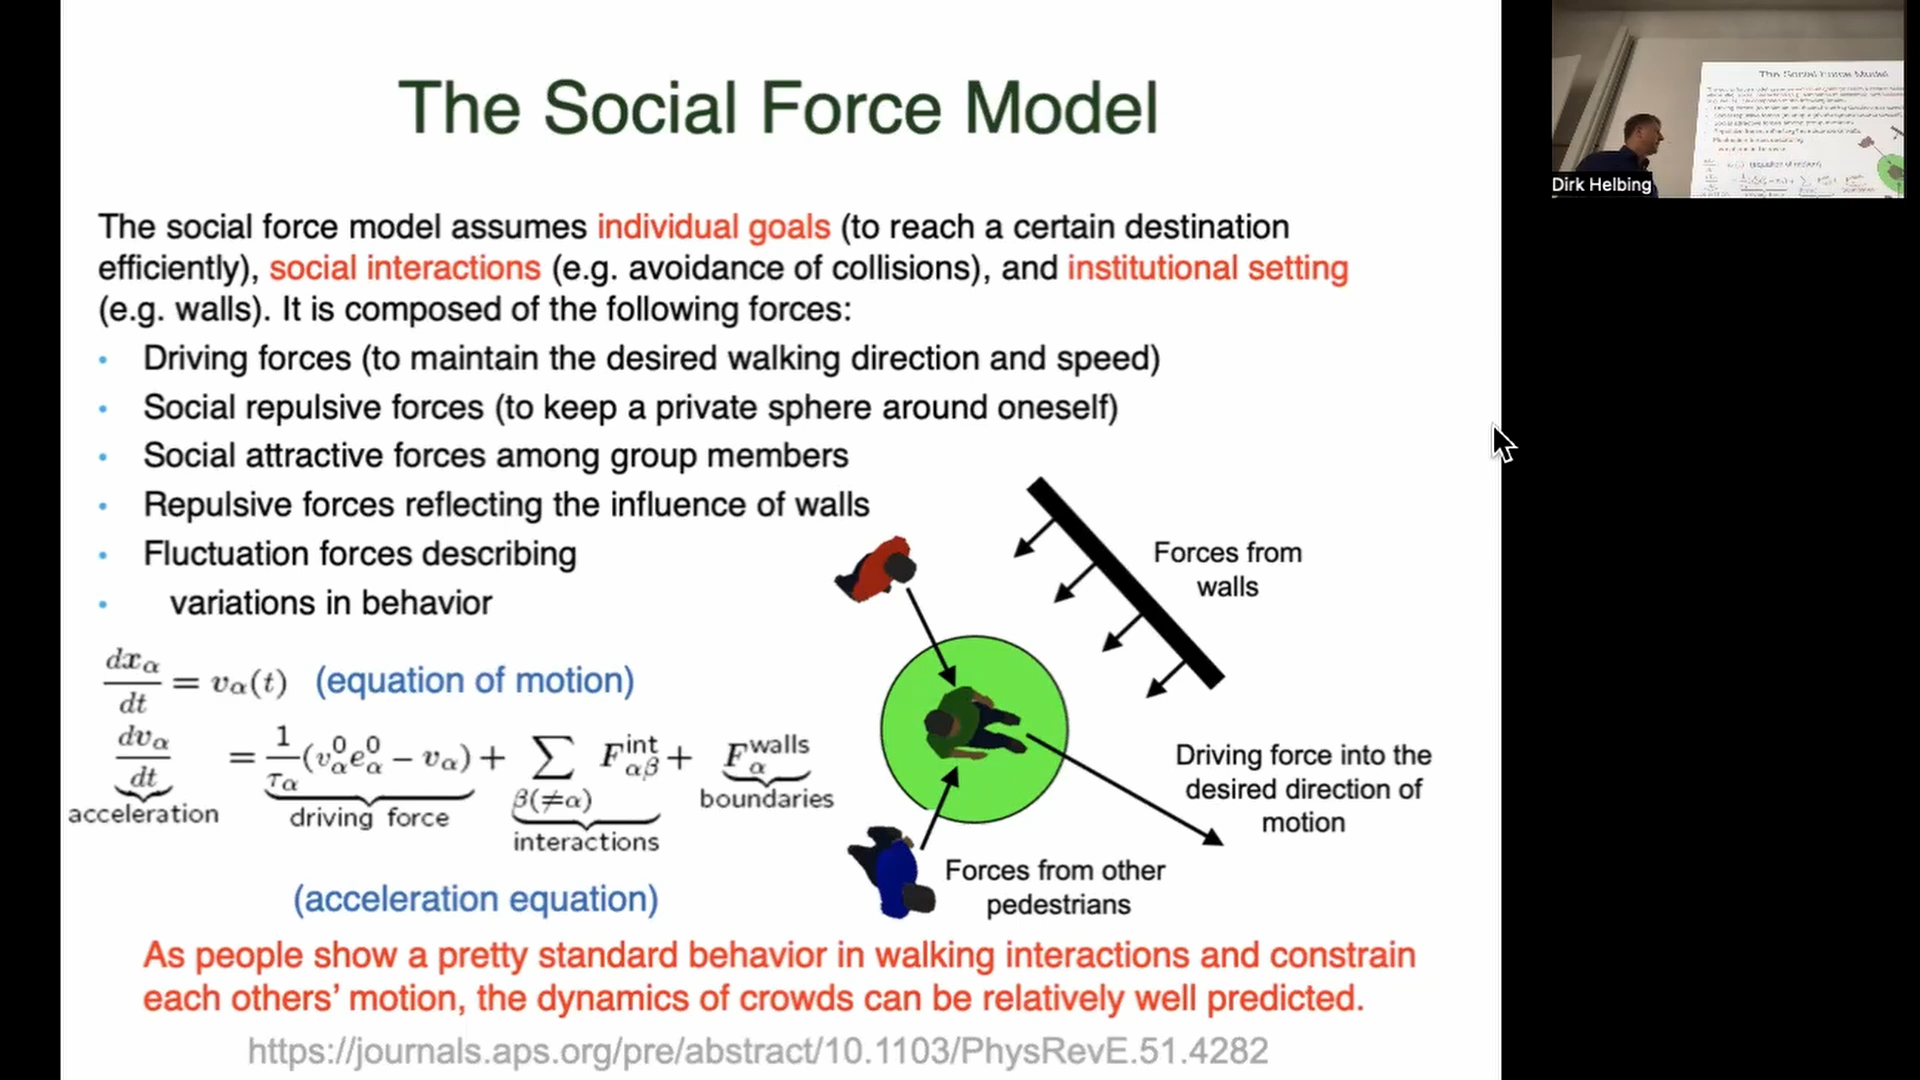 The Social Force Model
The social force model assumes individual goals (to reach a certain destination
efficiently), social interactions (e.g. avoidance of collisions), and institutional setting
(e.g. walls). It is composed of the following forces:
• Driving forces (to maintain the desired walking direction and speed)
• Social repulsive forces (to keep a private sphere around oneself)
• Social attractive forces among group members
• Repulsive forces reflecting the influence of walls
• Fluctuation forces describing
• variations in behavior
dxα/dt = vα(t) (equation of motion)
dvα/dt = 1/τα (v⁰αe⁰α − vα) + ∑β(≠α) F^int_αβ + F^walls_α
acceleration driving force interactions boundaries
(acceleration equation)
Forces from
walls
Driving force into the
desired direction of
motion
Forces from other
pedestrians
As people show a pretty standard behavior in walking interactions and constrain
each others’ motion, the dynamics of crowds can be relatively well predicted.
https://journals.aps.org/pre/abstract/10.1103/PhysRevE.51.4282
The Social Force Model
Dirk Helbing